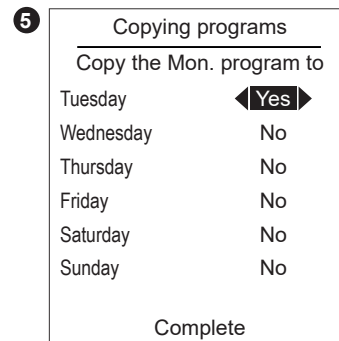 5
Copying programs
Copy the Mon. program to
Tuesday Yes
Wednesday No
Thursday No
Friday No
Saturday No
Sunday No
Complete